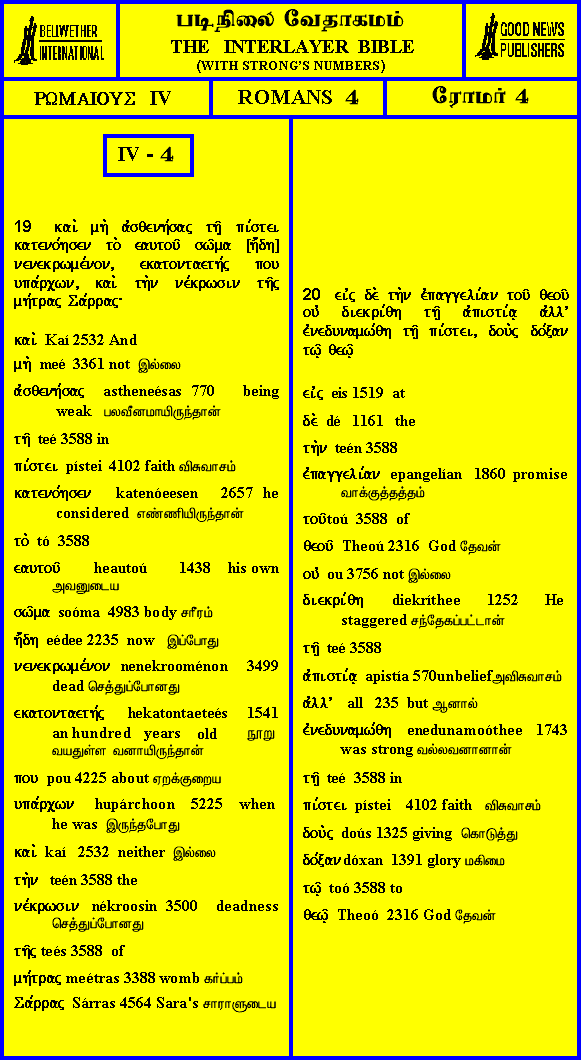 BELLWETHER
INTERNATIONAL
படிநிலை வேதாகமம்
THE INTERLAYER BIBLE
(WITH STRONG'S NUMBERS)
GOOD NEWS
PUBLISHERS
ΡΩΜΑΙΟΥΣ IV
ROMANS 4
ரோமர் 4
IV - 4
19 καὶ μὴ ἀσθενήσας τῇ πίστει
κατενόησεν τὸ εαυτοῦ σῶμα [ἤδη]
νενεκρωμένον, εκατονταετής που
υπάρχων, καὶ τὴν νέκρωσιν τῆς
μήτρας Σάρρας·
καὶ Kaí 2532 And
μὴ meé 3361 not இல்லை
ἀσθενήσας astheneésas 770 being
weak பலவீனமாயிருந்தான்
τῇ teé 3588 in
πίστει pístei 4102 faith விசுவாசம்
κατενόησεν katenóeesen 2657 he
considered எண்ணியிருந்தான்
τὸ tó 3588
εαυτοῦ heautoú 1438 his own
அவனுடைய
σῶμα soóma 4983 body சரீரம்
ἤδη eédee 2235 now இப்போது
νενεκρωμένον nenekrooménon 3499
dead செத்துப்போனது
εκατονταετής hekatontaeteés 1541
an hundred years old நூறு
வயதுள்ள வனாயிருந்தான்
που pou 4225 about ஏறக்குறைய
υπάρχων hupárchoon 5225 when
he was இருந்தபோது
καὶ kaí 2532 neither இல்லை
τὴν teén 3588 the
νέκρωσιν nékroosin 3500 deadness
செத்துப்போனது
τῆς teés 3588 of
μήτρας meétras 3388 womb கர்ப்பம்
Σάρρας Sárras 4564 Sara's சாராளுடைய
20 εἰς δὲ τὴν ἐπαγγελίαν τοῦ θεοῦ
οὐ διεκρίθη τῇ ἀπιστίᾳ ἀλλ’
ἐνεδυναμώθη τῇ πίστει, δοὺς δόξαν
τῷ θεῷ
εἰς eis 1519 at
δὲ dé 1161 the
τὴν teén 3588
ἐπαγγελίαν epangelían 1860 promise
வாக்குத்தத்தம்
τοῦtoú 3588 of
θεοῦ Theoú 2316 God தேவன்
οὐ ou 3756 not இல்லை
διεκρίθη diekríthee 1252 He
staggered சந்தேகப்பட்டான்
τῇ teé 3588
ἀπιστίᾳ apistía 570unbeliefஅவிசுவாசம்
ἀλλ’ all 235 but ஆனால்
ἐνεδυναμώθη enedunamoóthee 1743
was strong வல்லவனானான்
τῇ teé 3588 in
πίστει pístei 4102 faith விசுவாசம்
δοὺς doús 1325 giving கொடுத்து
δόξαν dóxan 1391 glory மகிமை
τῷ toó 3588 to
θεῷ Theoó 2316 God தேவன்